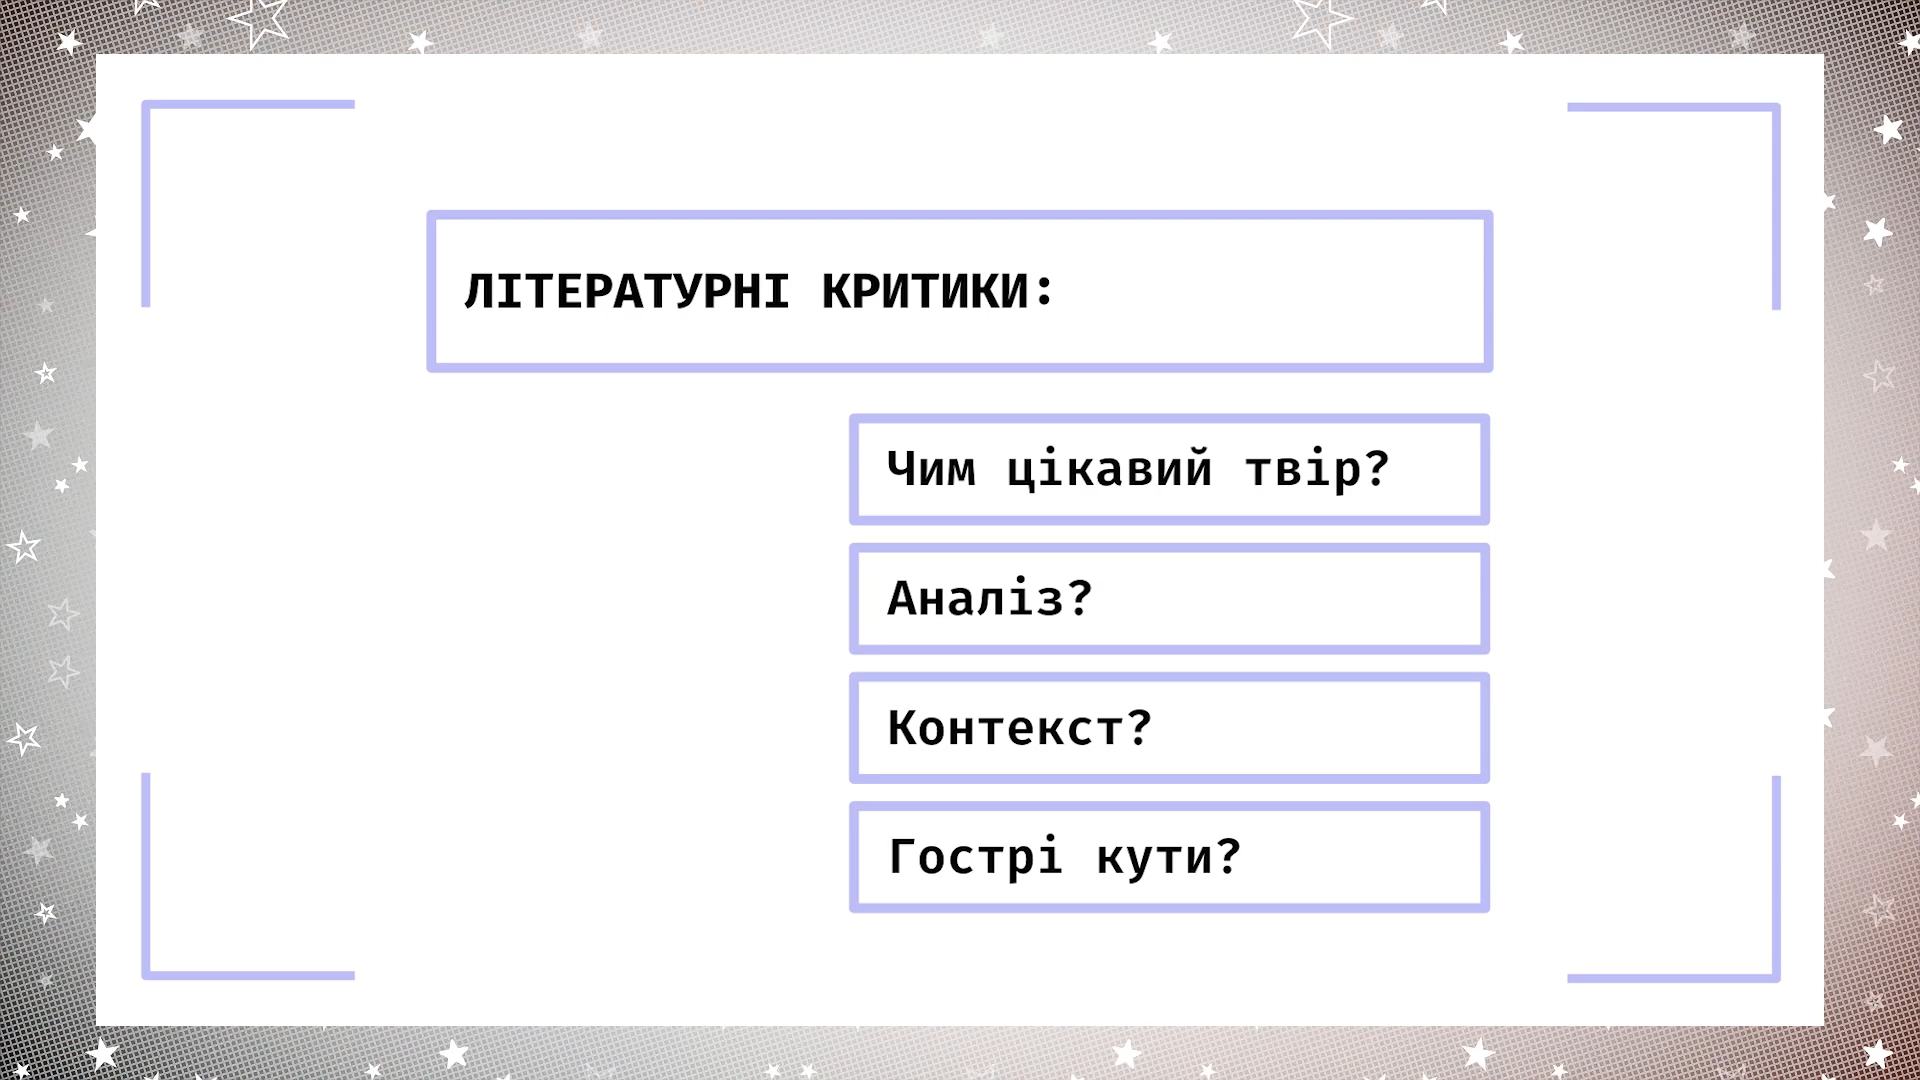 ЛІТЕРАТУРНІ КРИТИКИ:
Чим цікавий твір?
Аналіз?
Контекст?
Гострі кути?